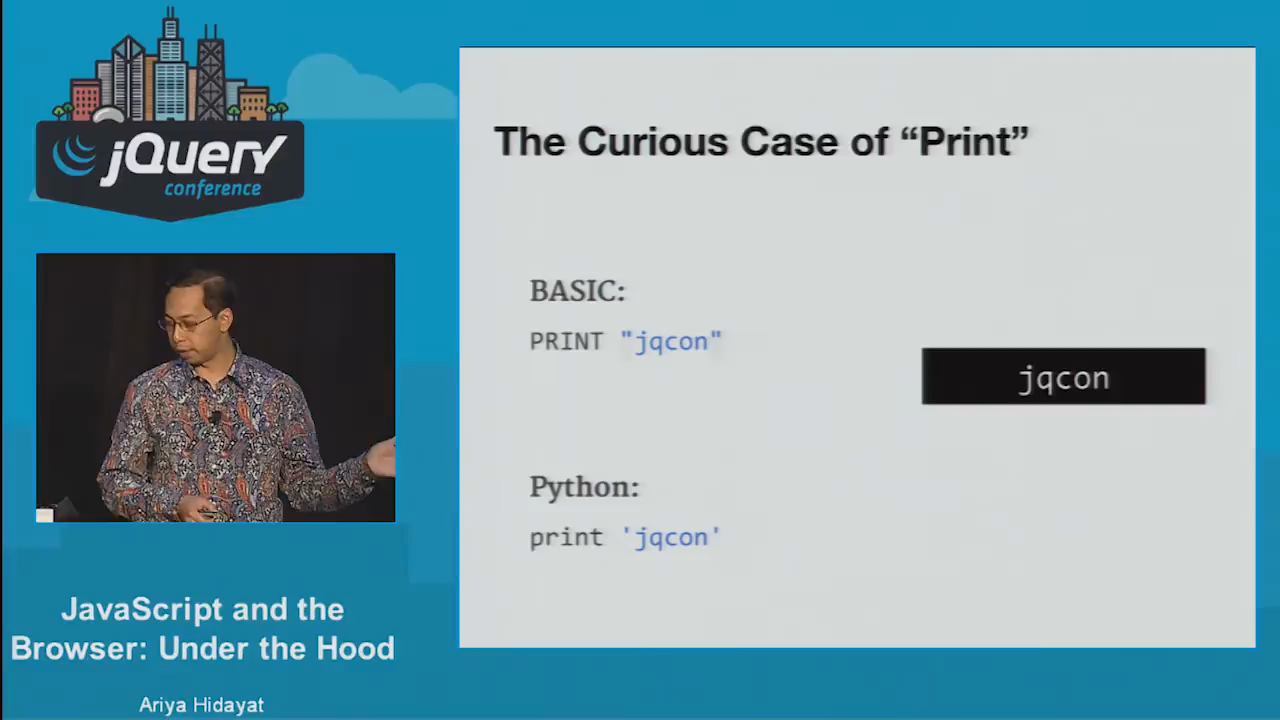 jQuery
conference
The Curious Case of “Print”
BASIC:
PRINT "jqcon"
jqcon
Python:
print 'jqcon'
JavaScript and the
Browser: Under the Hood
Ariya Hidayat